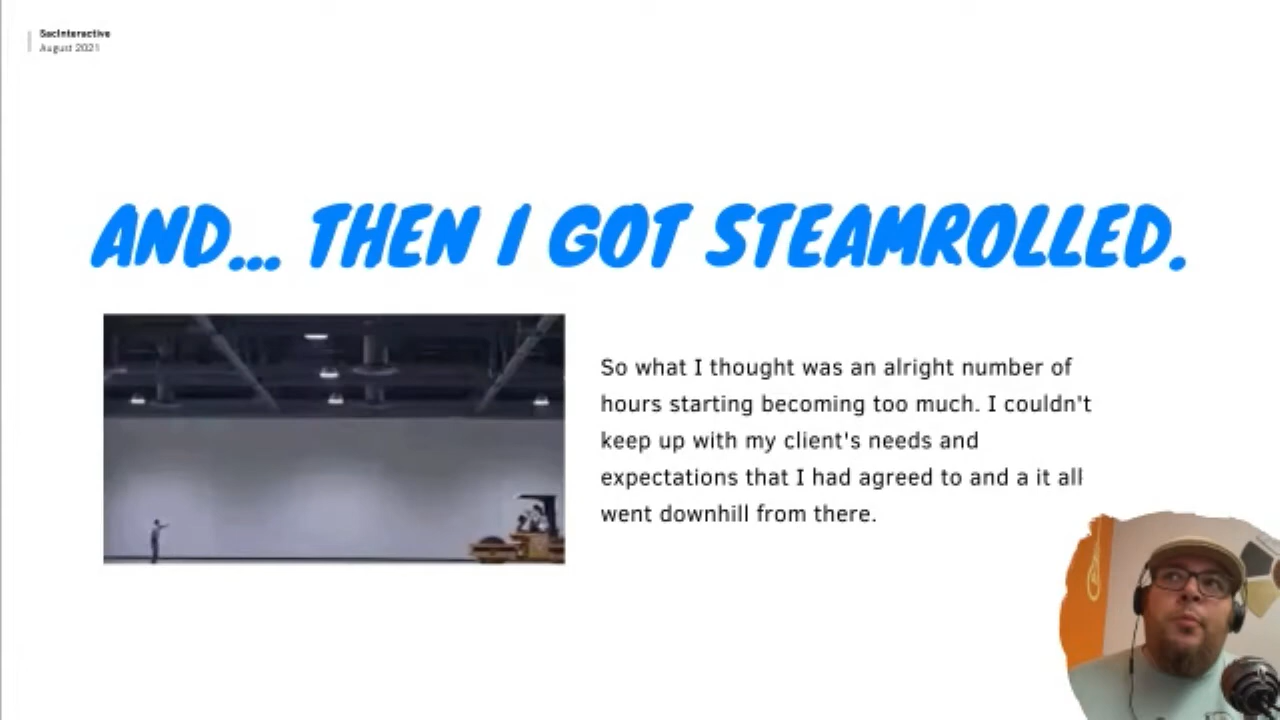 SacInteractive
August 2021
AND... THEN I GOT STEAMROLLED.
So what I thought was an alright number of
hours starting becoming too much. I couldn't
keep up with my client's needs and
expectations that I had agreed to and a it all
went downhill from there.